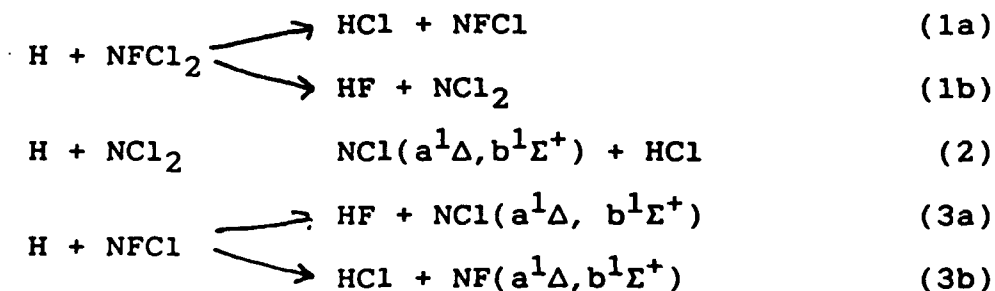 HCl + NFCl (1a)
H + NFCl₂
HF + NCl₂ (1b)
H + NCl₂ NCl(a¹Δ,b¹Σ⁺) + HCl (2)
HF + NCl(a¹Δ, b¹Σ⁺) (3a)
H + NFCl
HCl + NF(a¹Δ,b¹Σ⁺) (3b)